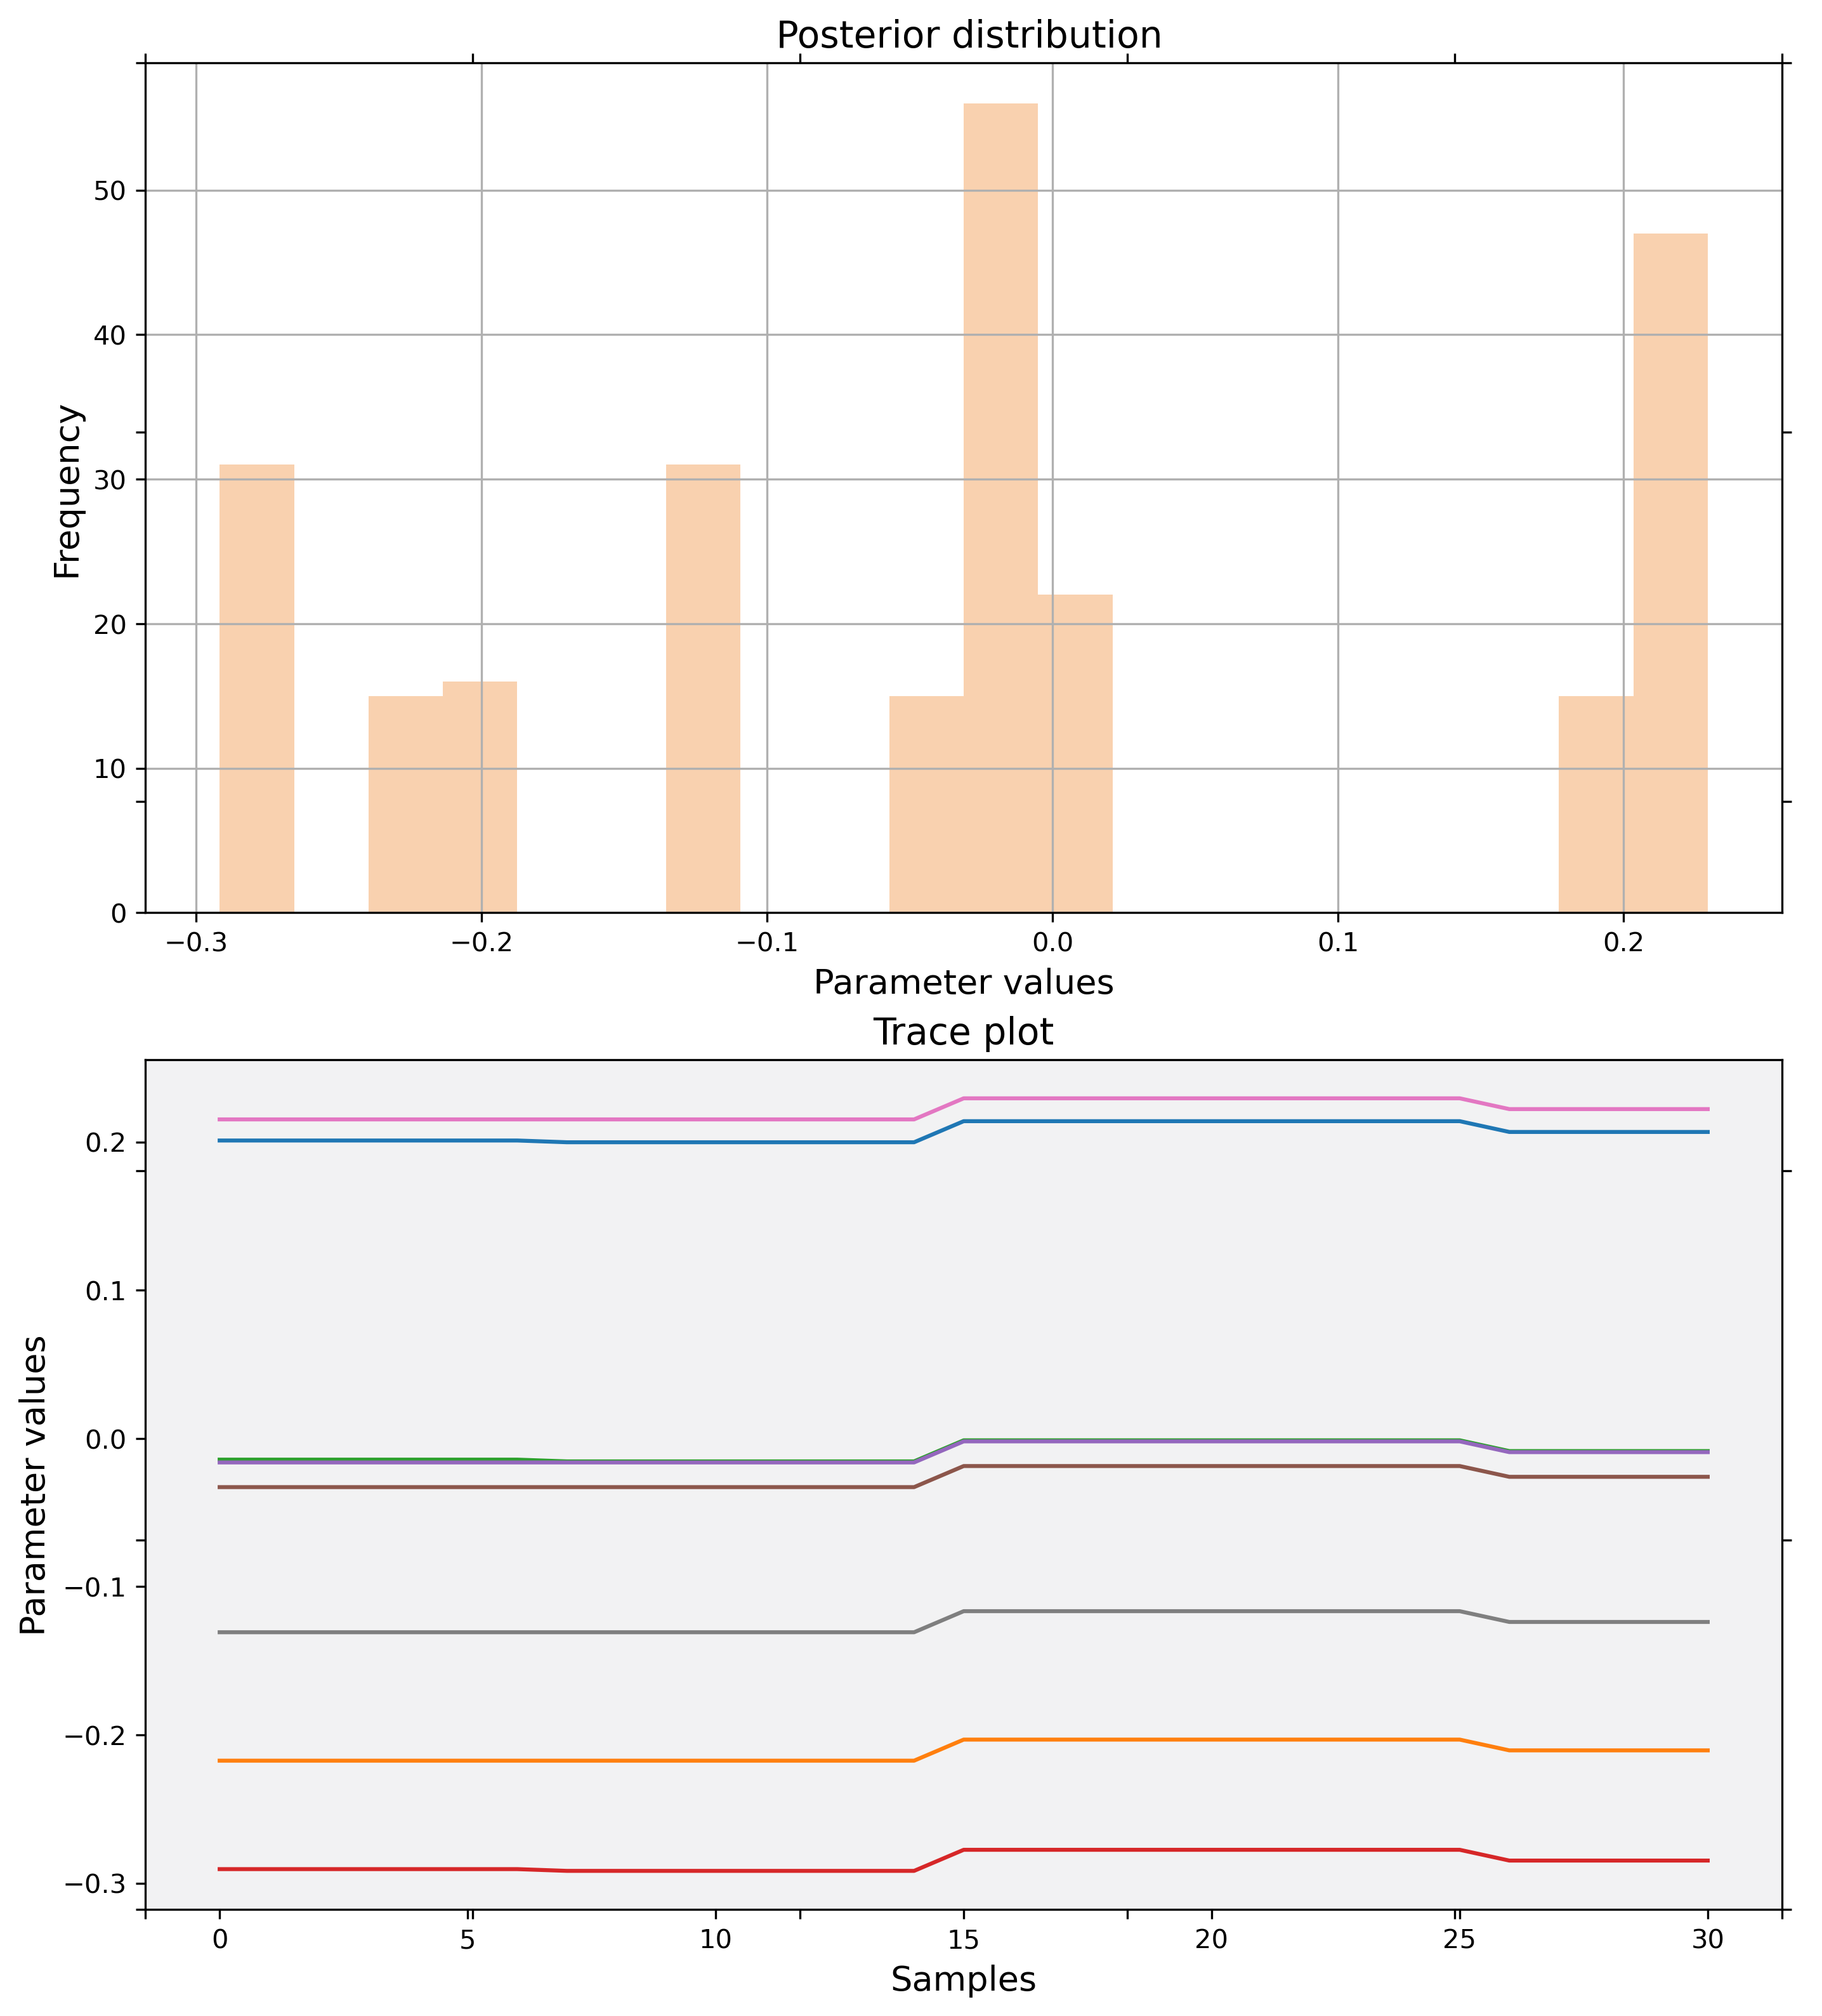 Posterior distribution
50
40
30
20
10
0
Frequency
−0.3 −0.2 −0.1 0.0 0.1 0.2
Parameter values
Trace plot
0.2
0.1
0.0
−0.1
−0.2
−0.3
Parameter values
0 5 10 15 20 25 30
Samples